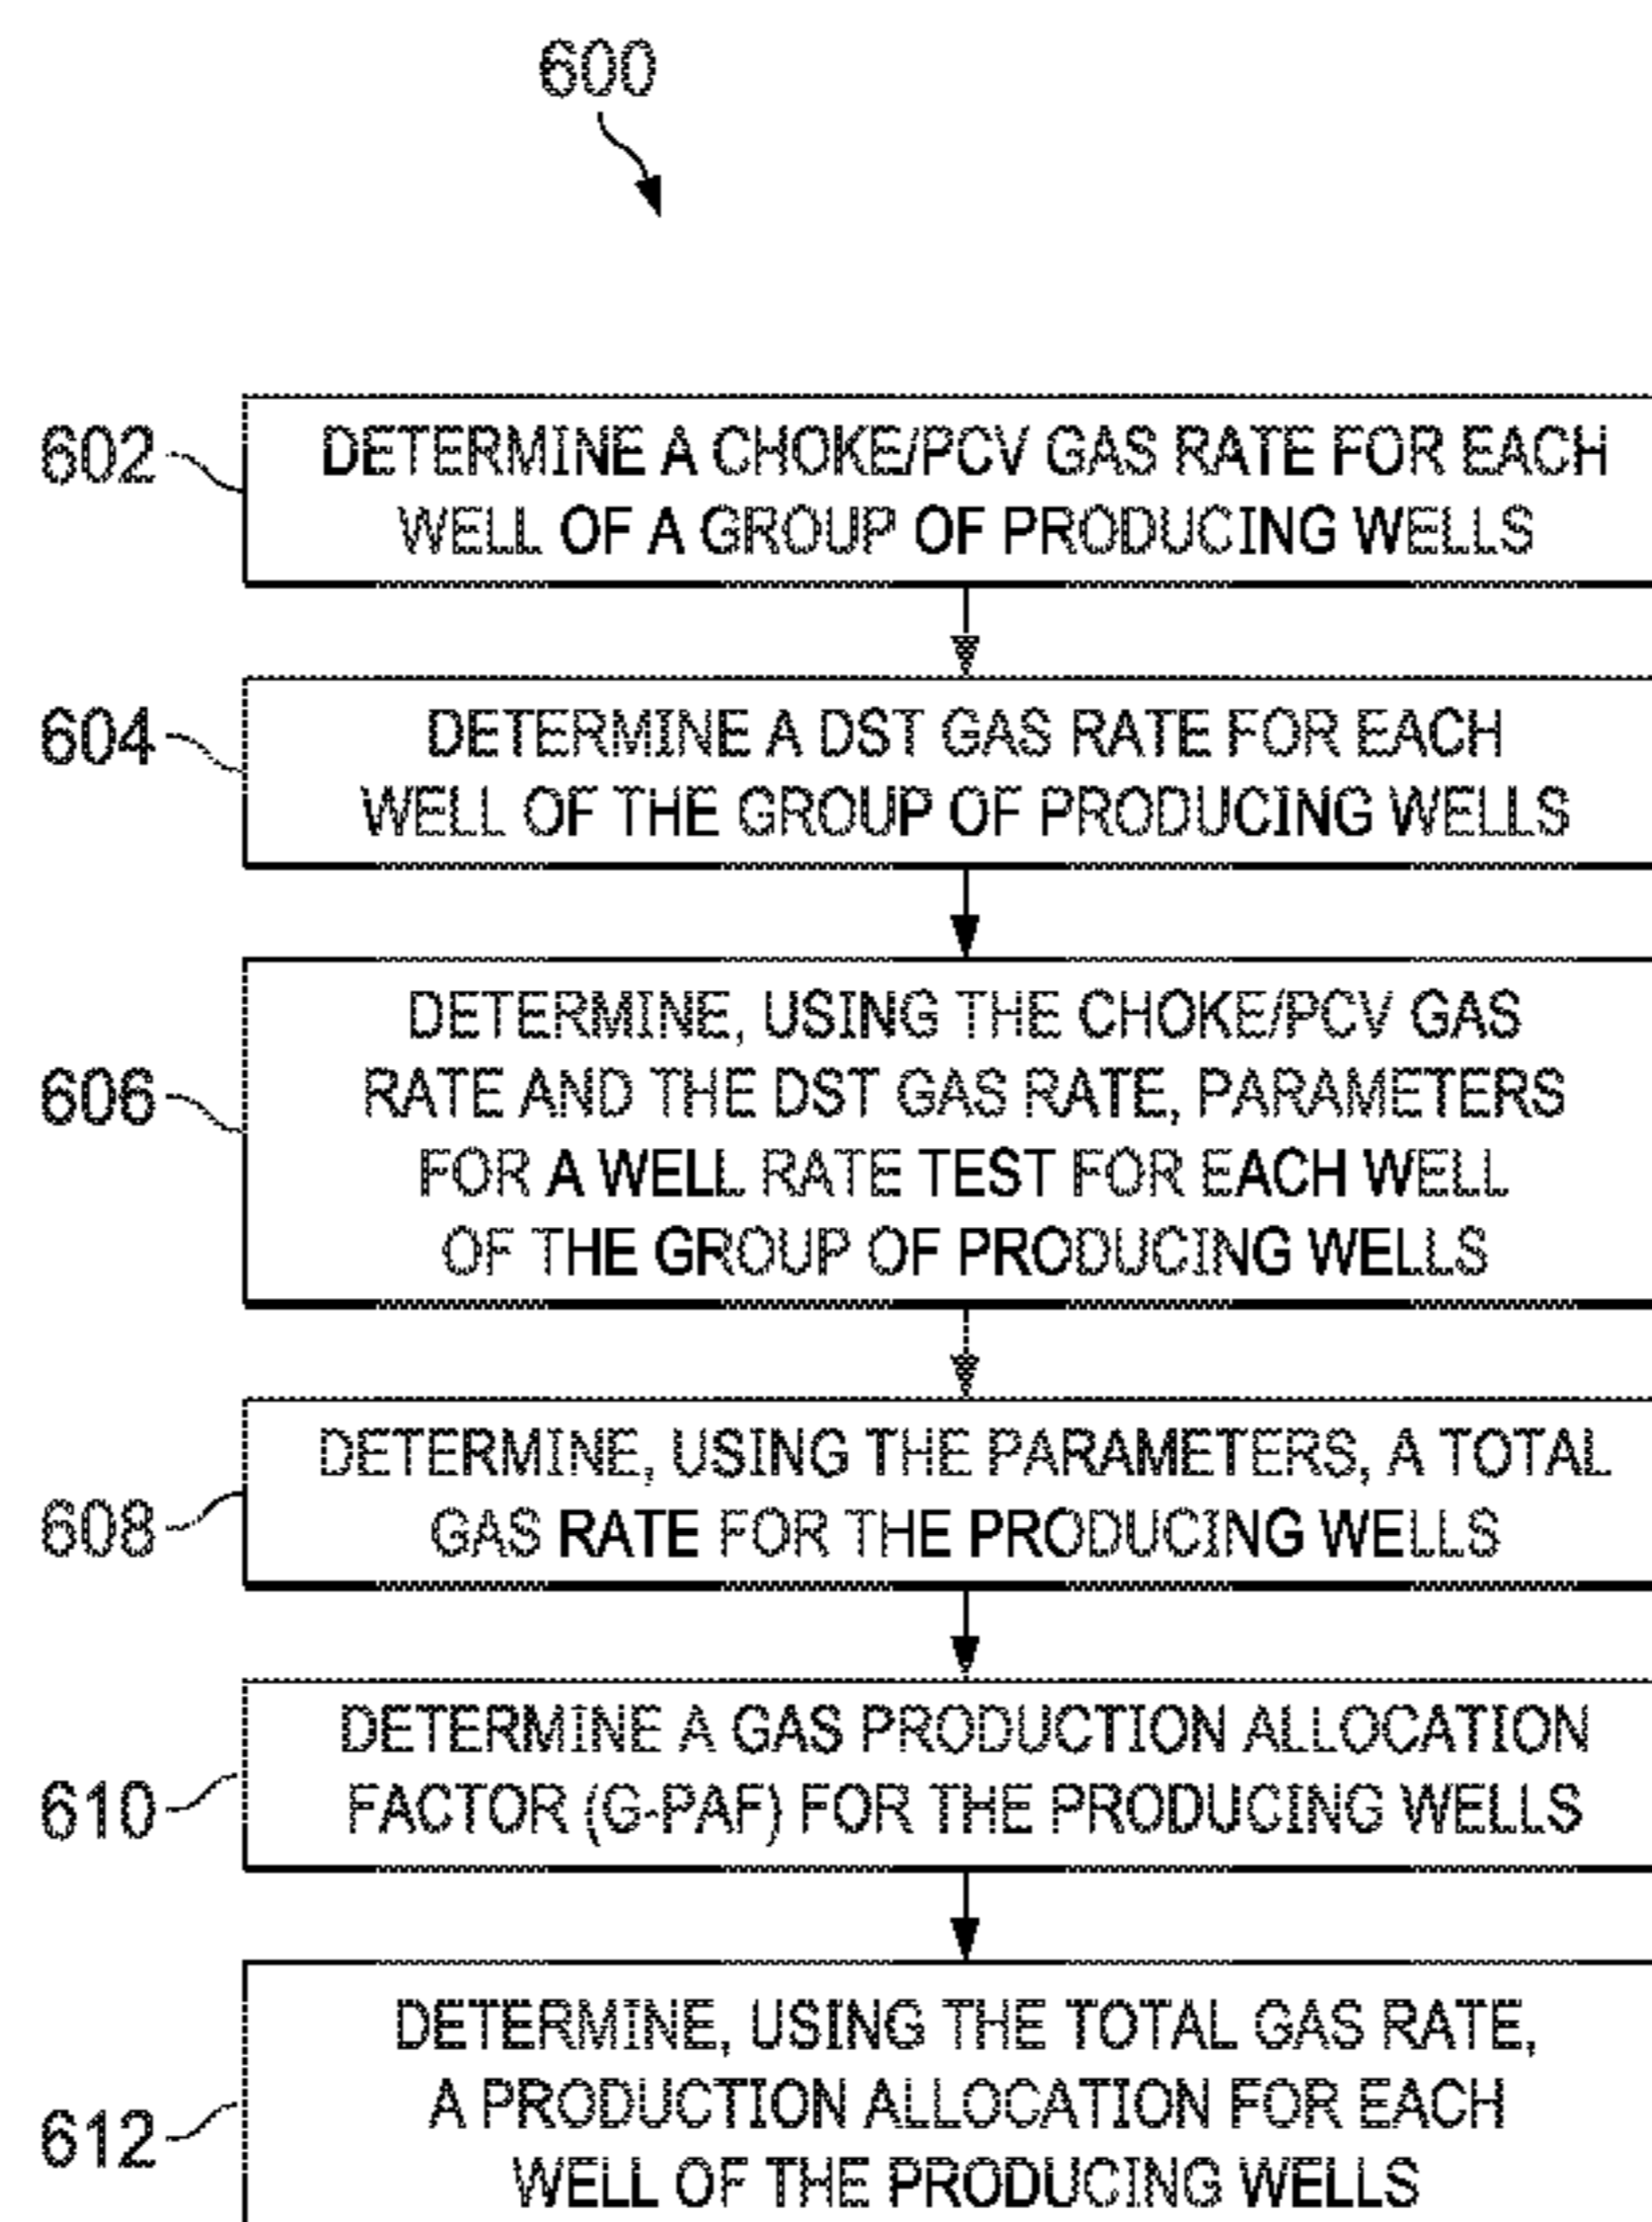 600
602
DETERMINE A CHOKE/PCV GAS RATE FOR EACH
WELL OF A GROUP OF PRODUCING WELLS
604
DETERMINE A DST GAS RATE FOR EACH
WELL OF THE GROUP OF PRODUCING WELLS
606
DETERMINE, USING THE CHOKE/PCV GAS
RATE AND THE DST GAS RATE, PARAMETERS
FOR A WELL RATE TEST FOR EACH WELL
OF THE GROUP OF PRODUCING WELLS
608
DETERMINE, USING THE PARAMETERS, A TOTAL
GAS RATE FOR THE PRODUCING WELLS
610
DETERMINE A GAS PRODUCTION ALLOCATION
FACTOR (G-PAF) FOR THE PRODUCING WELLS
612
DETERMINE, USING THE TOTAL GAS RATE,
A PRODUCTION ALLOCATION FOR EACH
WELL OF THE PRODUCING WELLS